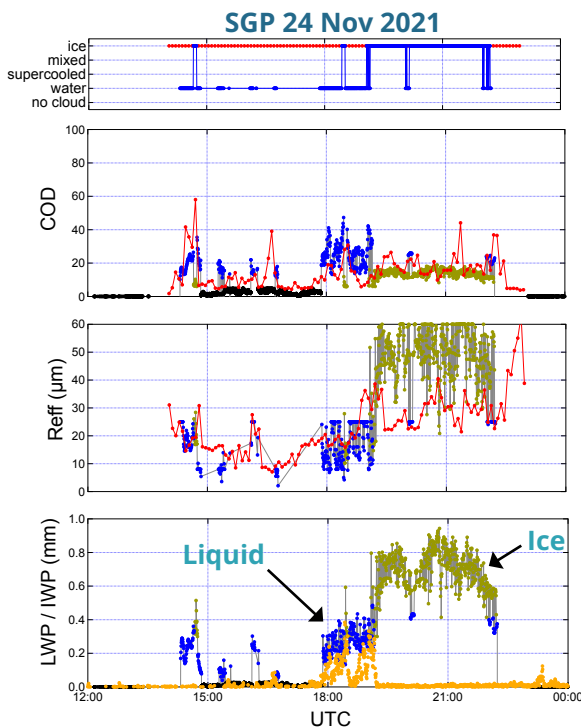 SGP 24 Nov 2021
ice
mixed
supercooled
water
no cloud
COD
100
80
60
40
20
0
Reff (µm)
60
50
40
30
20
10
0
LWP / IWP (mm)
1.0
0.8
0.6
0.4
0.2
0.0
Liquid
Ice
12:00 15:00 18:00 21:00 00:00
UTC